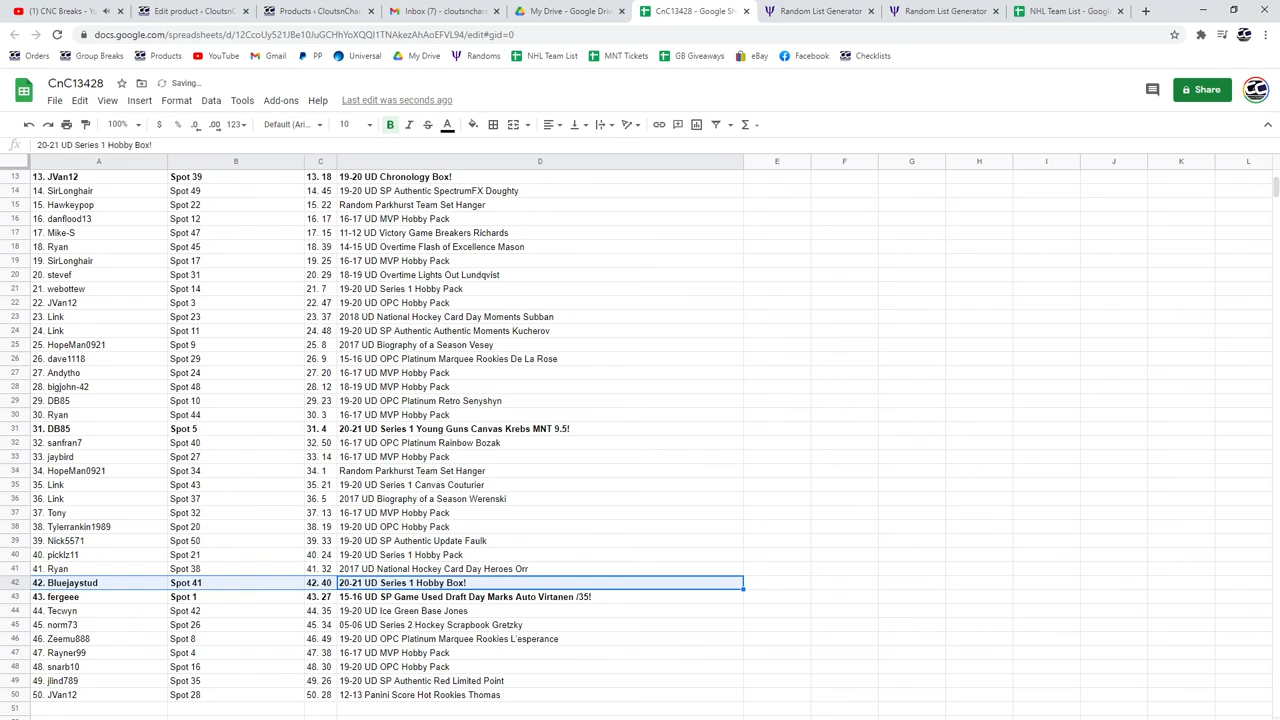 CNC Breaks - You
Edit product ‹ CloutsnC
Products ‹ CloutsnChara
Inbox (7) - cloutsnchara
My Drive - Google Drive
CnC13428 - Google Sh
Random List Generator
Random List Generator
NHL Team List - Google
docs.google.com/spreadsheets/d/12CcoUy521J8e10JuGCHhYoXQQI1TNAkezAhAoEFVL94/edit#gid=0
Orders Edit Products Products YouTube Gmail PP Universal My Drive Randoms NHL Team List MNT Tickets GB Giveaways eBay Facebook Checklists
CnC13428 Saving...
File Edit View Insert Format Data Tools Add-ons Help Last edit was seconds ago
Share
100% $ % .0 .00 123 Default (Ari... 10 B I S A
fx 20-21 UD Series 1 Hobby Box!
A B C D E F G H I J K L
13 13. JVan12 Spot 39 13. 18 19-20 UD Chronology Box!
14 14. SirLonghair Spot 49 14. 45 19-20 UD SP Authentic SpectrumFX Doughty
15 15. Hawkeypop Spot 22 15. 22 Random Parkhurst Team Set Hanger
16 16. danflood13 Spot 12 16. 17 16-17 UD MVP Hobby Pack
17 17. Mike-S Spot 47 17. 15 11-12 UD Victory Game Breakers Richards
18 18. Ryan Spot 45 18. 39 14-15 UD Overtime Flash of Excellence Mason
19 19. SirLonghair Spot 17 19. 25 16-17 UD MVP Hobby Pack
20 20. stevef Spot 31 20. 29 18-19 UD Overtime Lights Out Lundqvist
21 21. webottew Spot 14 21. 7 19-20 UD Series 1 Hobby Pack
22 22. JVan12 Spot 3 22. 47 19-20 UD OPC Hobby Pack
23 23. Link Spot 23 23. 37 2018 UD National Hockey Card Day Moments Subban
24 24. Link Spot 11 24. 48 19-20 UD SP Authentic Authentic Moments Kucherov
25 25. HopeMan0921 Spot 9 25. 8 2017 UD Biography of a Season Vesey
26 26. dave1118 Spot 29 26. 9 15-16 UD OPC Platinum Marquee Rookies De La Rose
27 27. Andytho Spot 24 27. 20 16-17 UD MVP Hobby Pack
28 28. bigjohn-42 Spot 48 28. 12 18-19 UD MVP Hobby Pack
29 29. DB85 Spot 10 29. 23 19-20 UD OPC Platinum Retro Senyshyn
30 30. Ryan Spot 44 30. 3 16-17 UD MVP Hobby Pack
31 31. DB85 Spot 5 31. 4 20-21 UD Series 1 Young Guns Canvas Krebs MNT 9.5!
32 32. sanfran7 Spot 40 32. 50 16-17 UD OPC Platinum Rainbow Bozak
33 33. jaybird Spot 27 33. 14 16-17 UD MVP Hobby Pack
34 34. HopeMan0921 Spot 34 34. 1 Random Parkhurst Team Set Hanger
35 35. Link Spot 43 35. 21 19-20 UD Series 1 Canvas Couturier
36 36. Link Spot 37 36. 5 2017 UD Biography of a Season Werenski
37 37. Tony Spot 32 37. 13 16-17 UD MVP Hobby Pack
38 38. Tylerrankin1989 Spot 20 38. 19 19-20 UD OPC Hobby Pack
39 39. Nick5571 Spot 50 39. 33 19-20 UD SP Authentic Update Faulk
40 40. picklz11 Spot 21 40. 24 19-20 UD Series 1 Hobby Pack
41 41. Ryan Spot 38 41. 32 2017 UD National Hockey Card Day Heroes Orr
42 42. Bluejaystud Spot 41 42. 40 20-21 UD Series 1 Hobby Box!
43 43. fergeee Spot 1 43. 27 15-16 UD SP Game Used Draft Day Marks Auto Virtanen /35!
44 44. Tecwyn Spot 42 44. 35 19-20 UD Ice Green Base Jones
45 45. norm73 Spot 26 45. 34 05-06 UD Series 2 Hockey Scrapbook Gretzky
46 46. Zeemu888 Spot 8 46. 49 19-20 UD OPC Platinum Marquee Rookies L'esperance
47 47. Rayner99 Spot 4 47. 38 16-17 UD MVP Hobby Pack
48 48. snarb10 Spot 16 48. 30 19-20 UD OPC Hobby Pack
49 49. jlind789 Spot 35 49. 26 19-20 UD SP Authentic Red Limited Point
50 50. JVan12 Spot 28 50. 28 12-13 Panini Score Hot Rookies Thomas
51